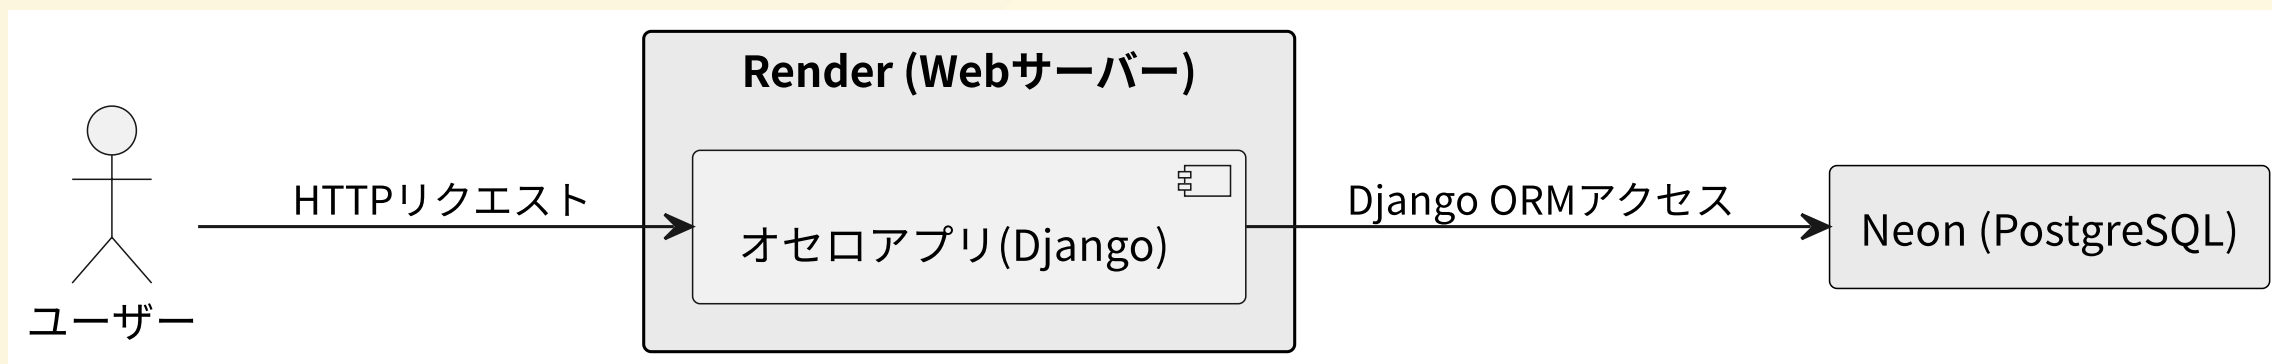 Render (Webサーバー)
HTTPリクエスト
Django ORMアクセス
オセロアプリ(Django)
Neon (PostgreSQL)
ユーザー